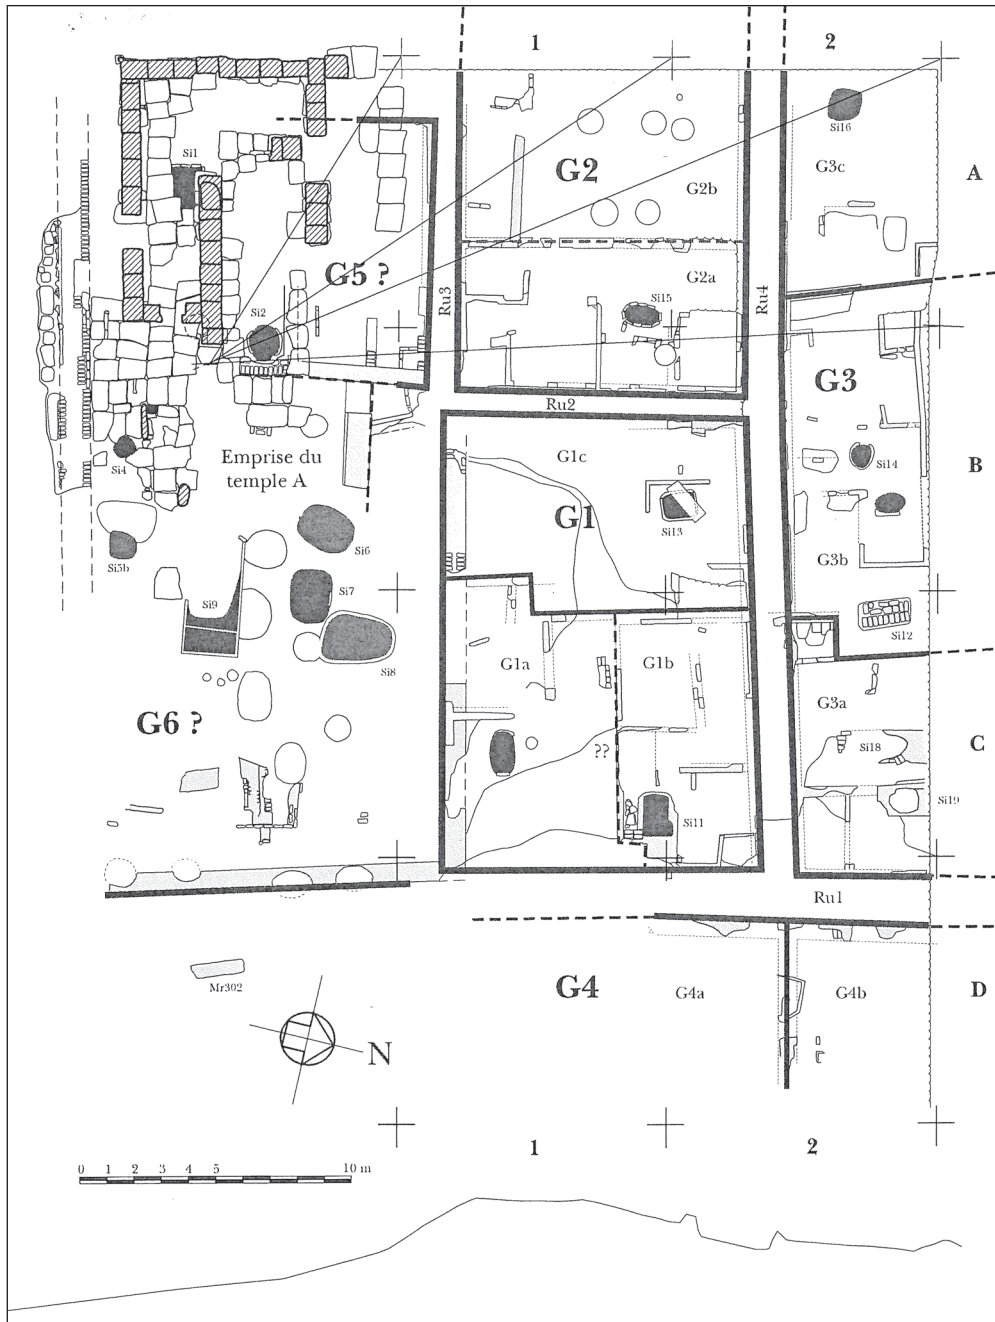 1
2
Si16
Si1
G2
G3c
A
G2b
G5 ?
Ru3
G2a
Ru4
Si15
Si2
G3
Ru2
Emprise du
temple A
G1c
Si4
Si14
B
G1
Si13
Si6
Si5b
G3b
Si7
Si9
Si12
G1a
G1b
Si8
G3a
G6 ?
C
Si18
??
Si19
Si11
Ru1
G4
G4a
G4b
D
Mr302
N
1
2
0 1 2 3 4 5 10 m